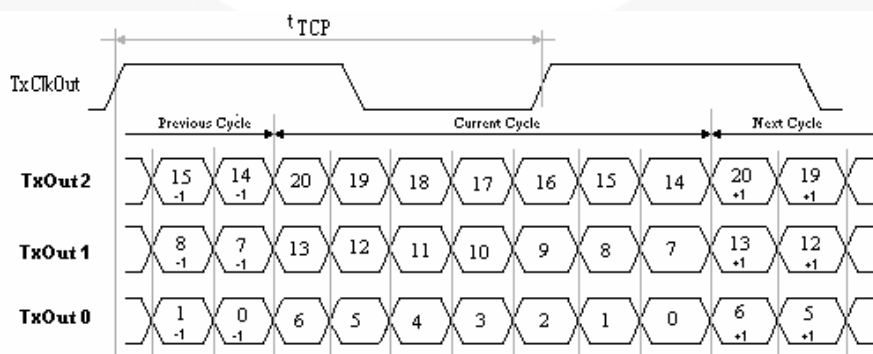 t TCP
TxClkOut
Previous Cycle Current Cycle Next Cycle
TxOut 2 15 14 20 19 18 17 16 15 14 20 19
-1 -1 +1 +1
TxOut 1 8 7 13 12 11 10 9 8 7 13 12
-1 -1 +1 +1
TxOut 0 1 0 6 5 4 3 2 1 0 6 5
-1 -1 +1 +1